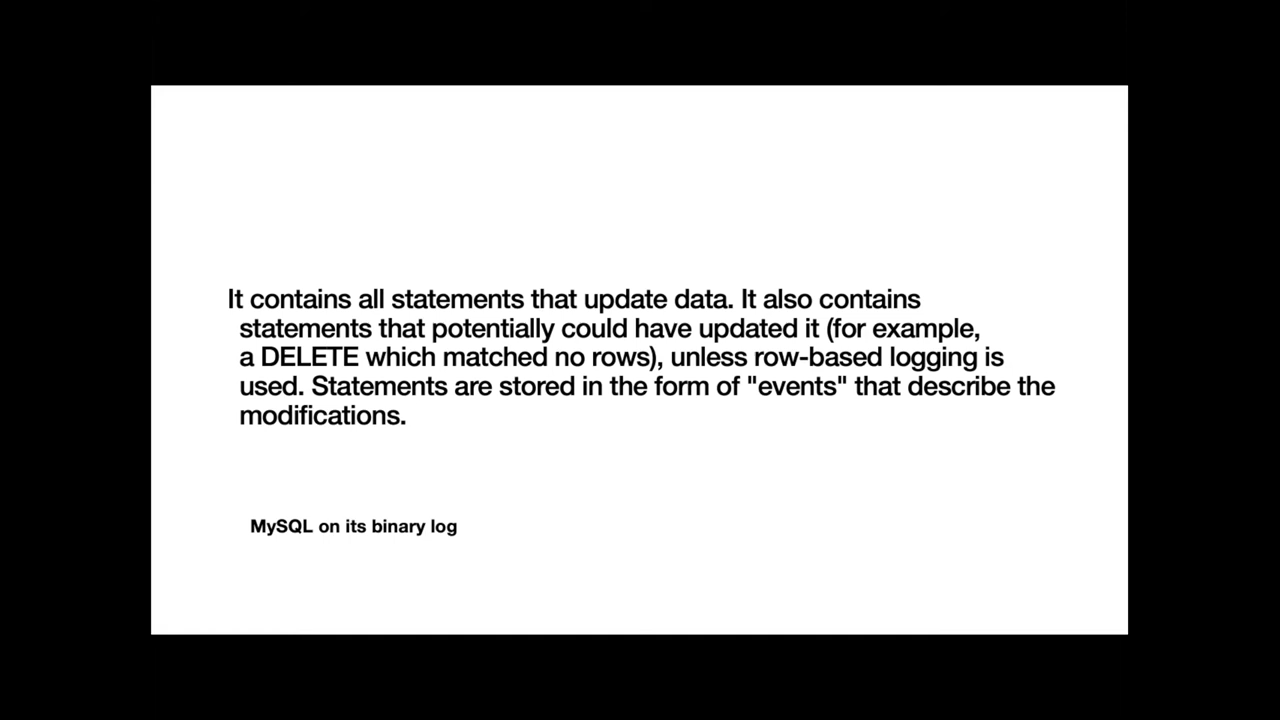 It contains all statements that update data. It also contains
statements that potentially could have updated it (for example,
a DELETE which matched no rows), unless row-based logging is
used. Statements are stored in the form of "events" that describe the
modifications.
MySQL on its binary log